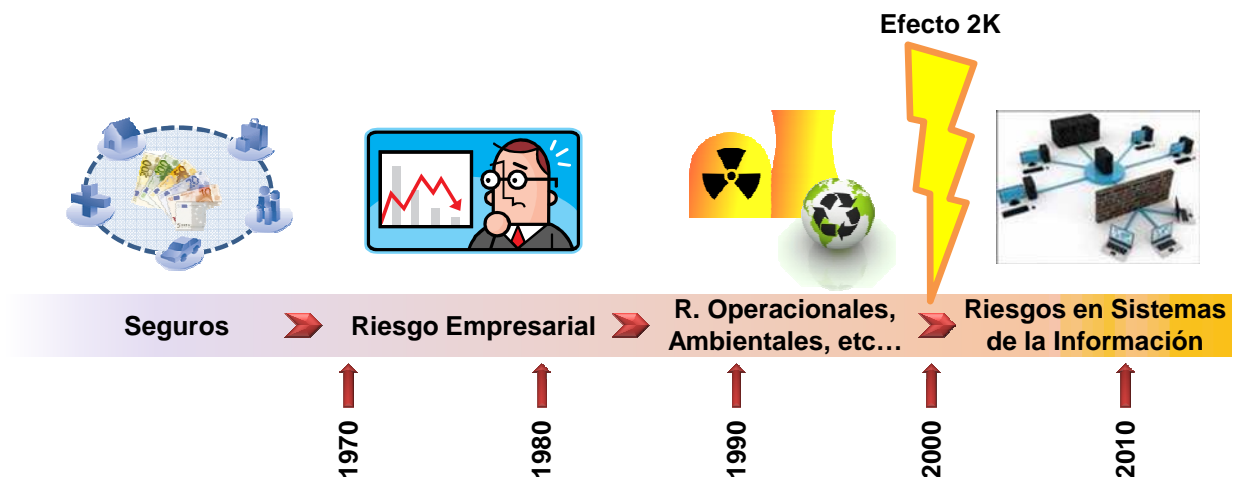 Efecto 2K
Seguros
Riesgo Empresarial
R. Operacionales,
Ambientales, etc…
Riesgos en Sistemas
de la Información
1970
1980
1990
2000
2010